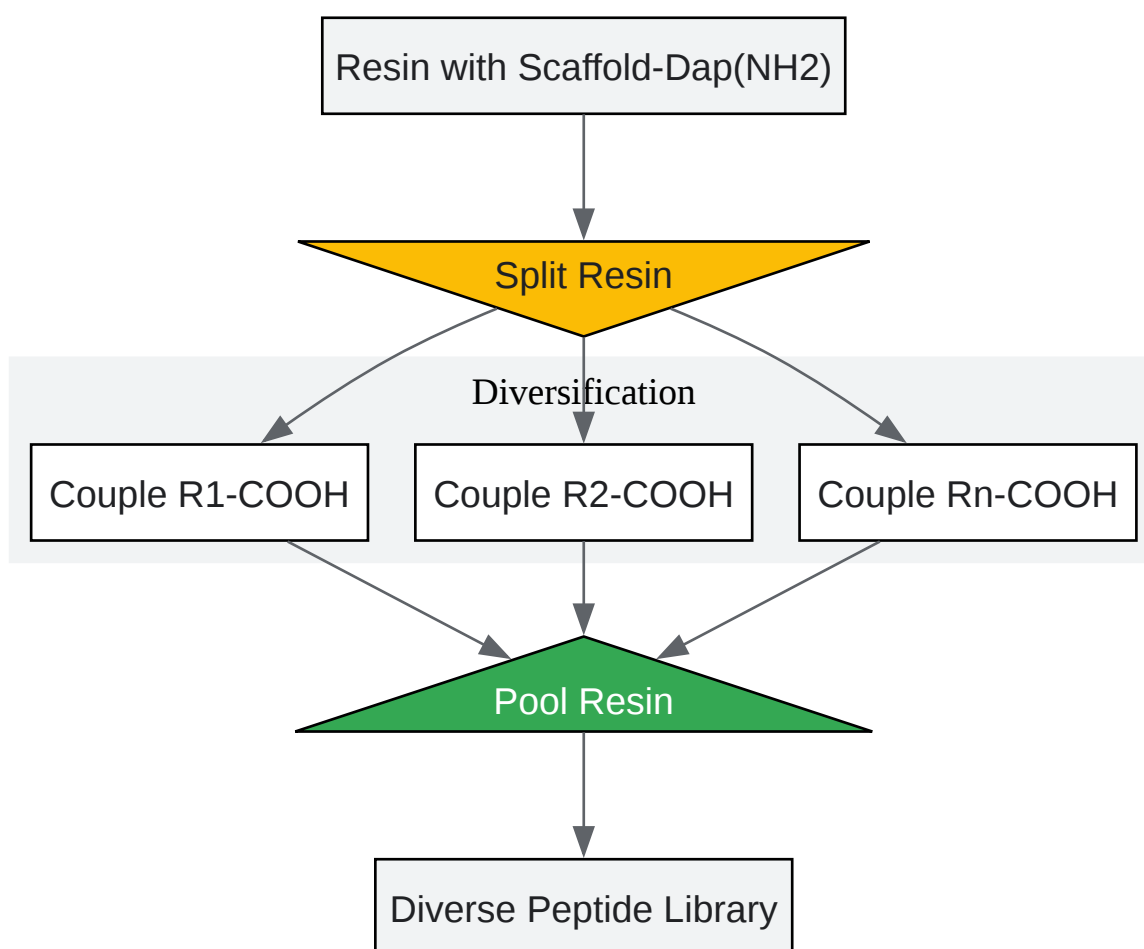 Resin with Scaffold-Dap(NH2)
Split Resin
Diversification
Couple R1-COOH
Couple R2-COOH
Couple Rn-COOH
Pool Resin
Diverse Peptide Library